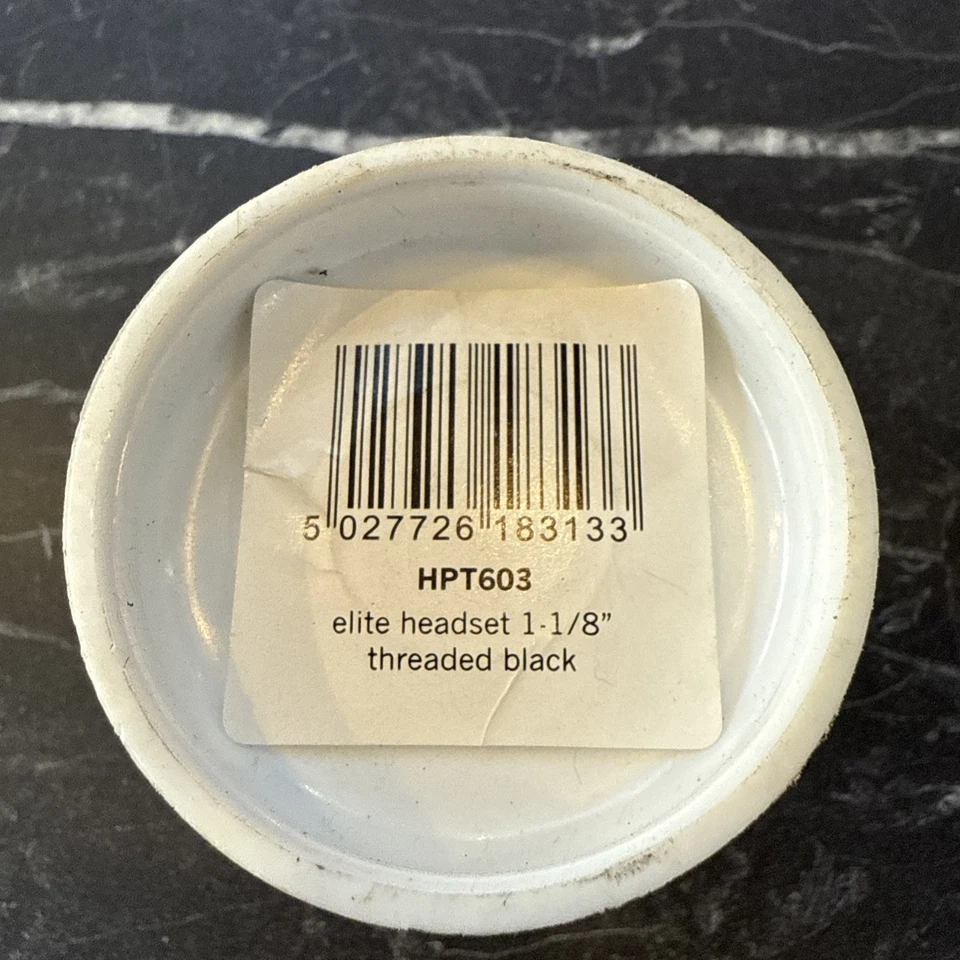 5 027726 183133
HPT603
elite headset 1-1/8”
threaded black